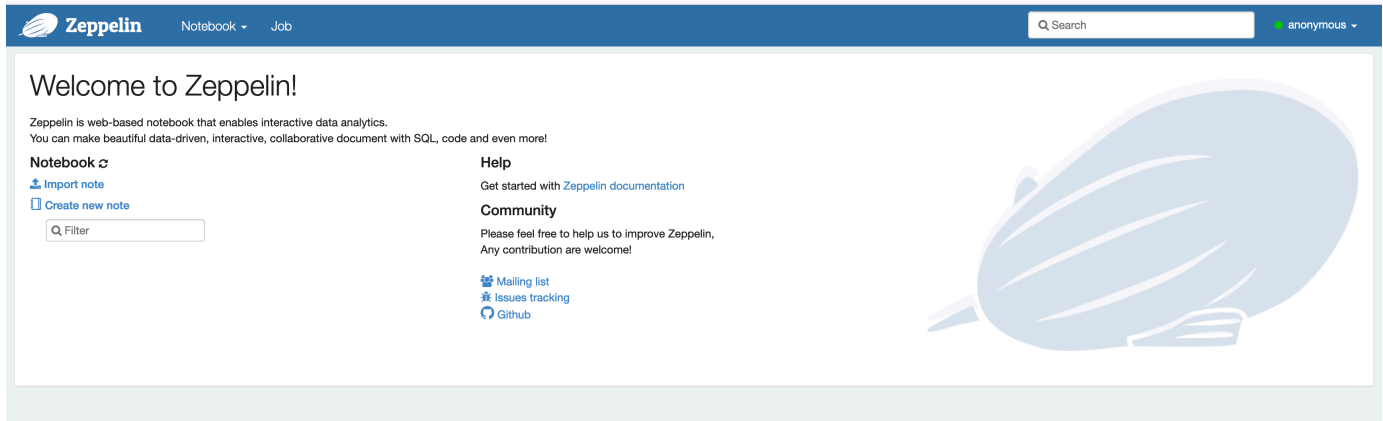 Zeppelin Notebook Job Search anonymous
Welcome to Zeppelin!
Zeppelin is web-based notebook that enables interactive data analytics.
You can make beautiful data-driven, interactive, collaborative document with SQL, code and even more!
Notebook
Import note
Create new note
Filter
Help
Get started with Zeppelin documentation
Community
Please feel free to help us to improve Zeppelin,
Any contribution are welcome!
Mailing list
Issues tracking
Github